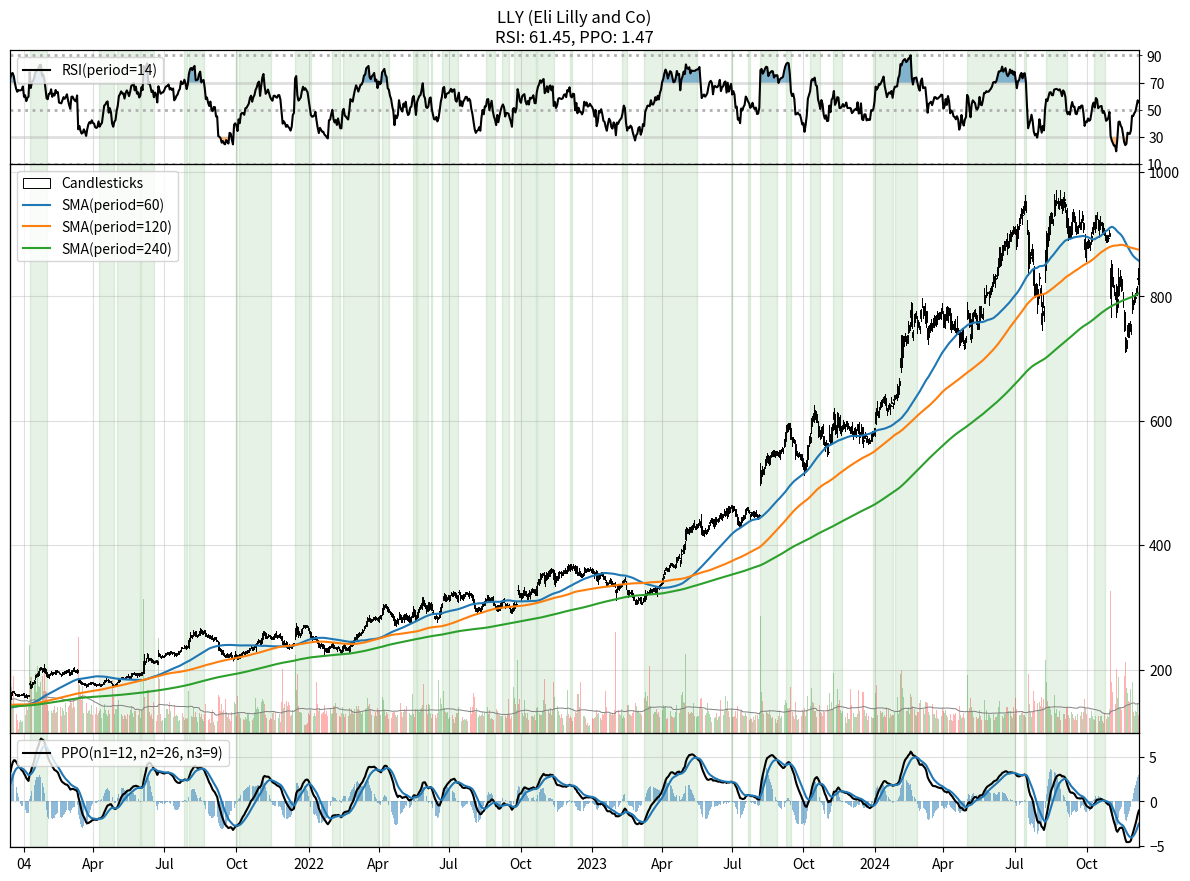 LLY (Eli Lilly and Co)
RSI: 61.45, PPO: 1.47
RSI(period=14)
90
70
50
30
10
Candlesticks
SMA(period=60)
SMA(period=120)
SMA(period=240)
1000
800
600
400
200
PPO(n1=12, n2=26, n3=9)
5
0
−5
04 Apr Jul Oct 2022 Apr Jul Oct 2023 Apr Jul Oct 2024 Apr Jul Oct